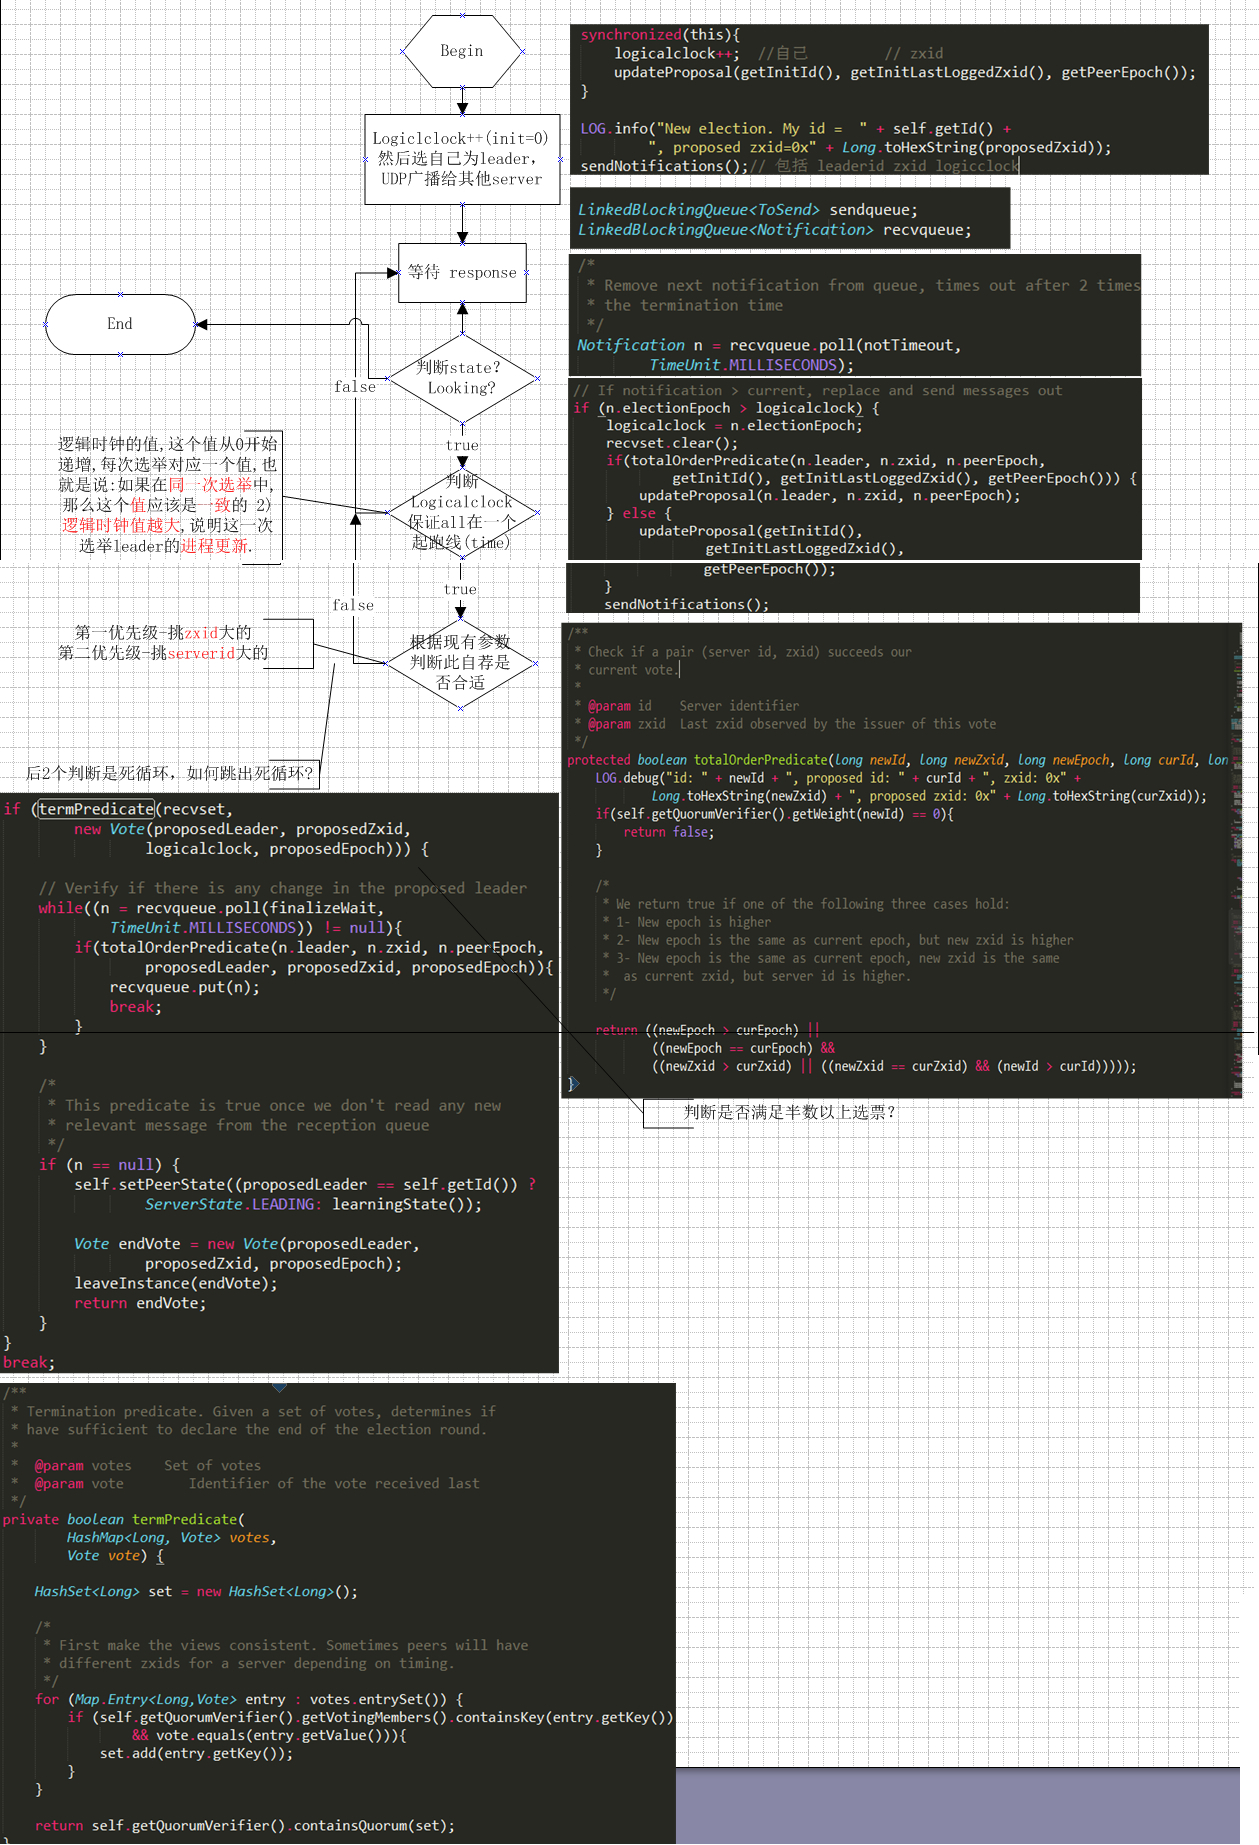 Begin
Logiclclock++(init=0)
然后选自己为leader,
UDP广播给其他server
等待 response
End
判断state?
Looking?
false
true
判断
Logicalclock
保证all在一个
起跑线(time)
逻辑时钟的值,这个值从0开始
递增,每次选举对应一个值,也
就是说:如果在同一次选举中,
那么这个值应该是一致的 2)
逻辑时钟值越大,说明这一次
选举leader的进程更新.
true
false
根据现有参数
判断此自荐是
否合适
第一优先级-挑zxid大的
第二优先级-挑serverid大的
后2个判断是死循环, 如何跳出死循环?
synchronized(this){
logicalclock++; //自己 // zxid
updateProposal(getInitId(), getInitLastLoggedZxid(), getPeerEpoch());
}
LOG.info("New election. My id = " + self.getId() +
", proposed zxid=0x" + Long.toHexString(proposedZxid));
sendNotifications();// 包括 leaderid zxid logicclock
LinkedBlockingQueue<ToSend> sendqueue;
LinkedBlockingQueue<Notification> recvqueue;
/*
* Remove next notification from queue, times out after 2 times
* the termination time
*/
Notification n = recvqueue.poll(notTimeout,
TimeUnit.MILLISECONDS);
// If notification > current, replace and send messages out
if (n.electionEpoch > logicalclock) {
logicalclock = n.electionEpoch;
recvset.clear();
if(totalOrderPredicate(n.leader, n.zxid, n.peerEpoch,
getInitId(), getInitLastLoggedZxid(), getPeerEpoch())) {
updateProposal(n.leader, n.zxid, n.peerEpoch);
} else {
updateProposal(getInitId(),
getInitLastLoggedZxid(),
getPeerEpoch());
}
sendNotifications();
/**
* Check if a pair (server id, zxid) succeeds our
* current vote.
*
* @param id Server identifier
* @param zxid Last zxid observed by the issuer of this vote
*/
protected boolean totalOrderPredicate(long newId, long newZxid, long newEpoch, long curId, lon
LOG.debug("id: " + newId + ", proposed id: " + curId + ", zxid: 0x" +
Long.toHexString(newZxid) + ", proposed zxid: 0x" + Long.toHexString(curZxid));
if(self.getQuorumVerifier().getWeight(newId) == 0){
return false;
}
/*
* We return true if one of the following three cases hold:
* 1- New epoch is higher
* 2- New epoch is the same as current epoch, but new zxid is higher
* 3- New epoch is the same as current epoch, new zxid is the same
* as current zxid, but server id is higher.
*/
return ((newEpoch > curEpoch) ||
((newEpoch == curEpoch) &&
((newZxid > curZxid) || ((newZxid == curZxid) && (newId > curId)))));
}
判断是否满足半数以上选票?
if (termPredicate(recvset,
new Vote(proposedLeader, proposedZxid,
logicalclock, proposedEpoch))) {
// Verify if there is any change in the proposed leader
while((n = recvqueue.poll(finalizeWait,
TimeUnit.MILLISECONDS)) != null){
if(totalOrderPredicate(n.leader, n.zxid, n.peerEpoch,
proposedLeader, proposedZxid, proposedEpoch)){
recvqueue.put(n);
break;
}
}
/*
* This predicate is true once we don't read any new
* relevant message from the reception queue
*/
if (n == null) {
self.setPeerState((proposedLeader == self.getId()) ?
ServerState.LEADING: learningState());
Vote endVote = new Vote(proposedLeader,
proposedZxid, proposedEpoch);
leaveInstance(endVote);
return endVote;
}
}
break;
/**
* Termination predicate. Given a set of votes, determines if
* have sufficient to declare the end of the election round.
*
* @param votes Set of votes
* @param vote Identifier of the vote received last
*/
private boolean termPredicate(
HashMap<Long, Vote> votes,
Vote vote) {
HashSet<Long> set = new HashSet<Long>();
/*
* First make the views consistent. Sometimes peers will have
* different zxids for a server depending on timing.
*/
for (Map.Entry<Long,Vote> entry : votes.entrySet()) {
if (self.getQuorumVerifier().getVotingMembers().containsKey(entry.getKey())
&& vote.equals(entry.getValue())){
set.add(entry.getKey());
}
}
return self.getQuorumVerifier().containsQuorum(set);
}